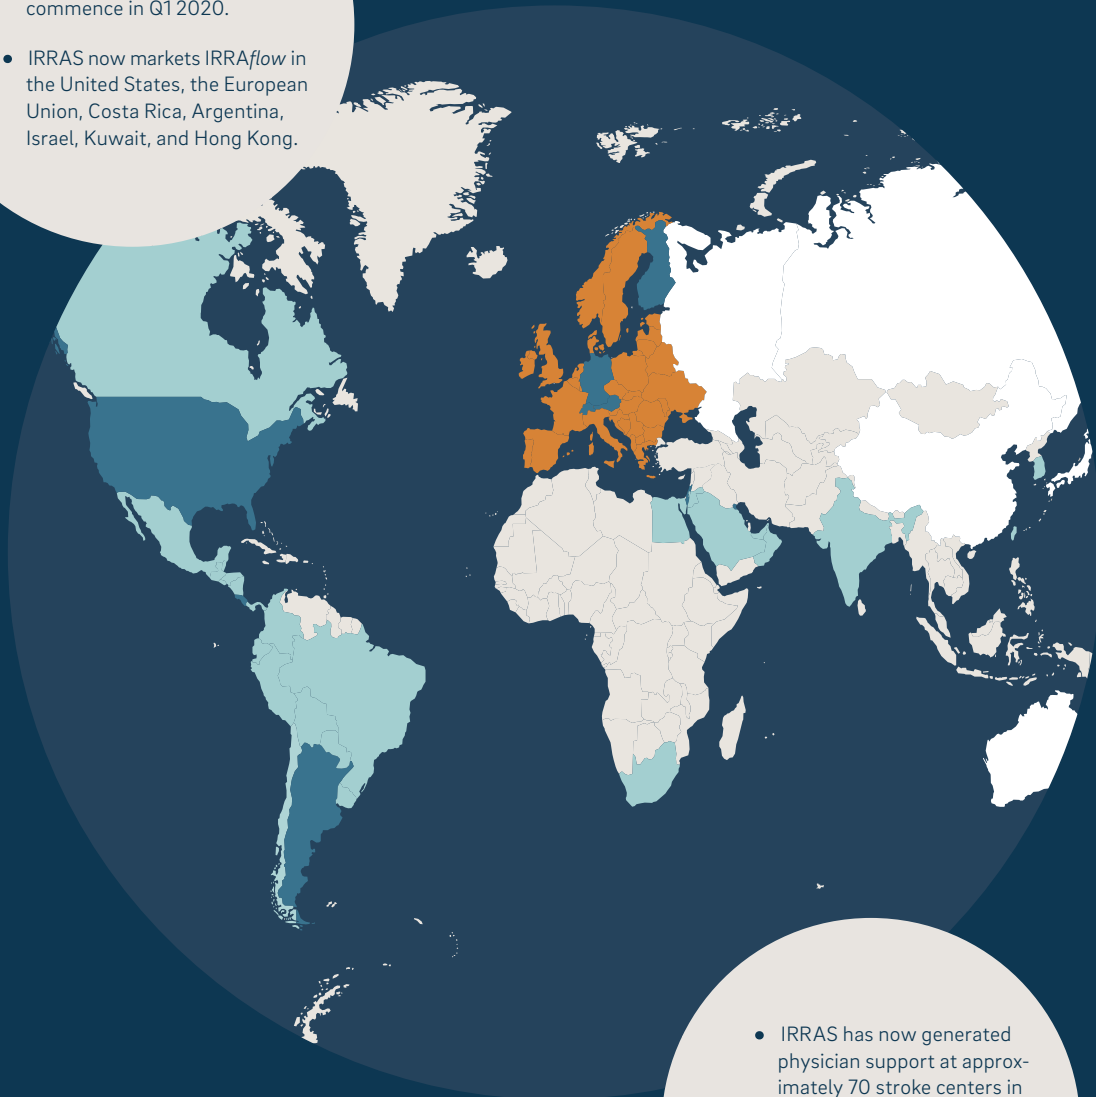 commence in Q1 2020.
• IRRAS now markets IRRAflow in
the United States, the European
Union, Costa Rica, Argentina,
Israel, Kuwait, and Hong Kong.
• IRRAS has now generated
physician support at approx-
imately 70 stroke centers in